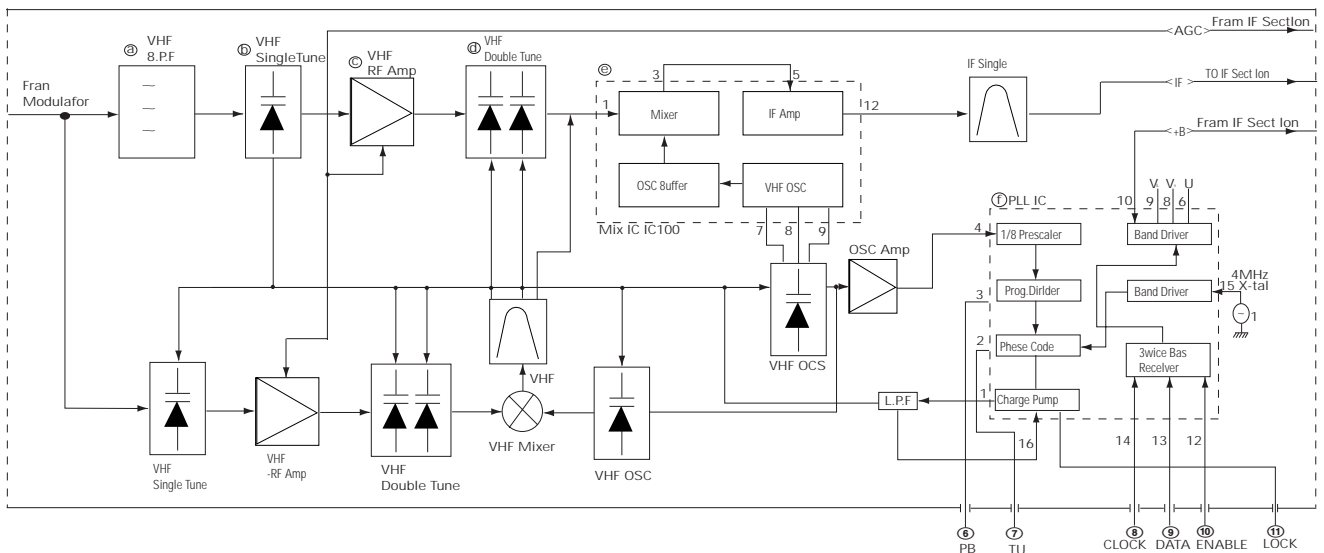 Fram IF SectIon
<AGC>
ⓐ VHF
8.P.F
ⓑ VHF
SingleTune
ⓒ VHF
RF Amp
ⓓ VHF
Double Tune
ⓔ
3
5
IF Single
Fran
Modulafor
TO IF Sect Ion
<IF>
1
Mixer
IF Amp
12
Fram IF Sect Ion
<+B>
OSC 8uffer
VHF OSC
V. V. U
10 9 8 6
ⓕ PLL IC
Mix IC IC100
7 8 9
OSC Amp
4
1/8 Prescaler
Band Driver
4MHz
15 X-tal
3
Prog.DirIder
Band Driver
~ 1
2
Phese Code
3wice Bas
Recelver
VHF OCS
VHF
1
L.P.F
Charge Pump
16
14 13 12
VHF Mixer
VHF
Single Tune
VHF
-RF Amp
VHF
Double Tune
VHF OSC
⑥ ⑦ ⑧ ⑨ ⑩ ⑪
PB TU CLOCK DATA ENABLE LOCK